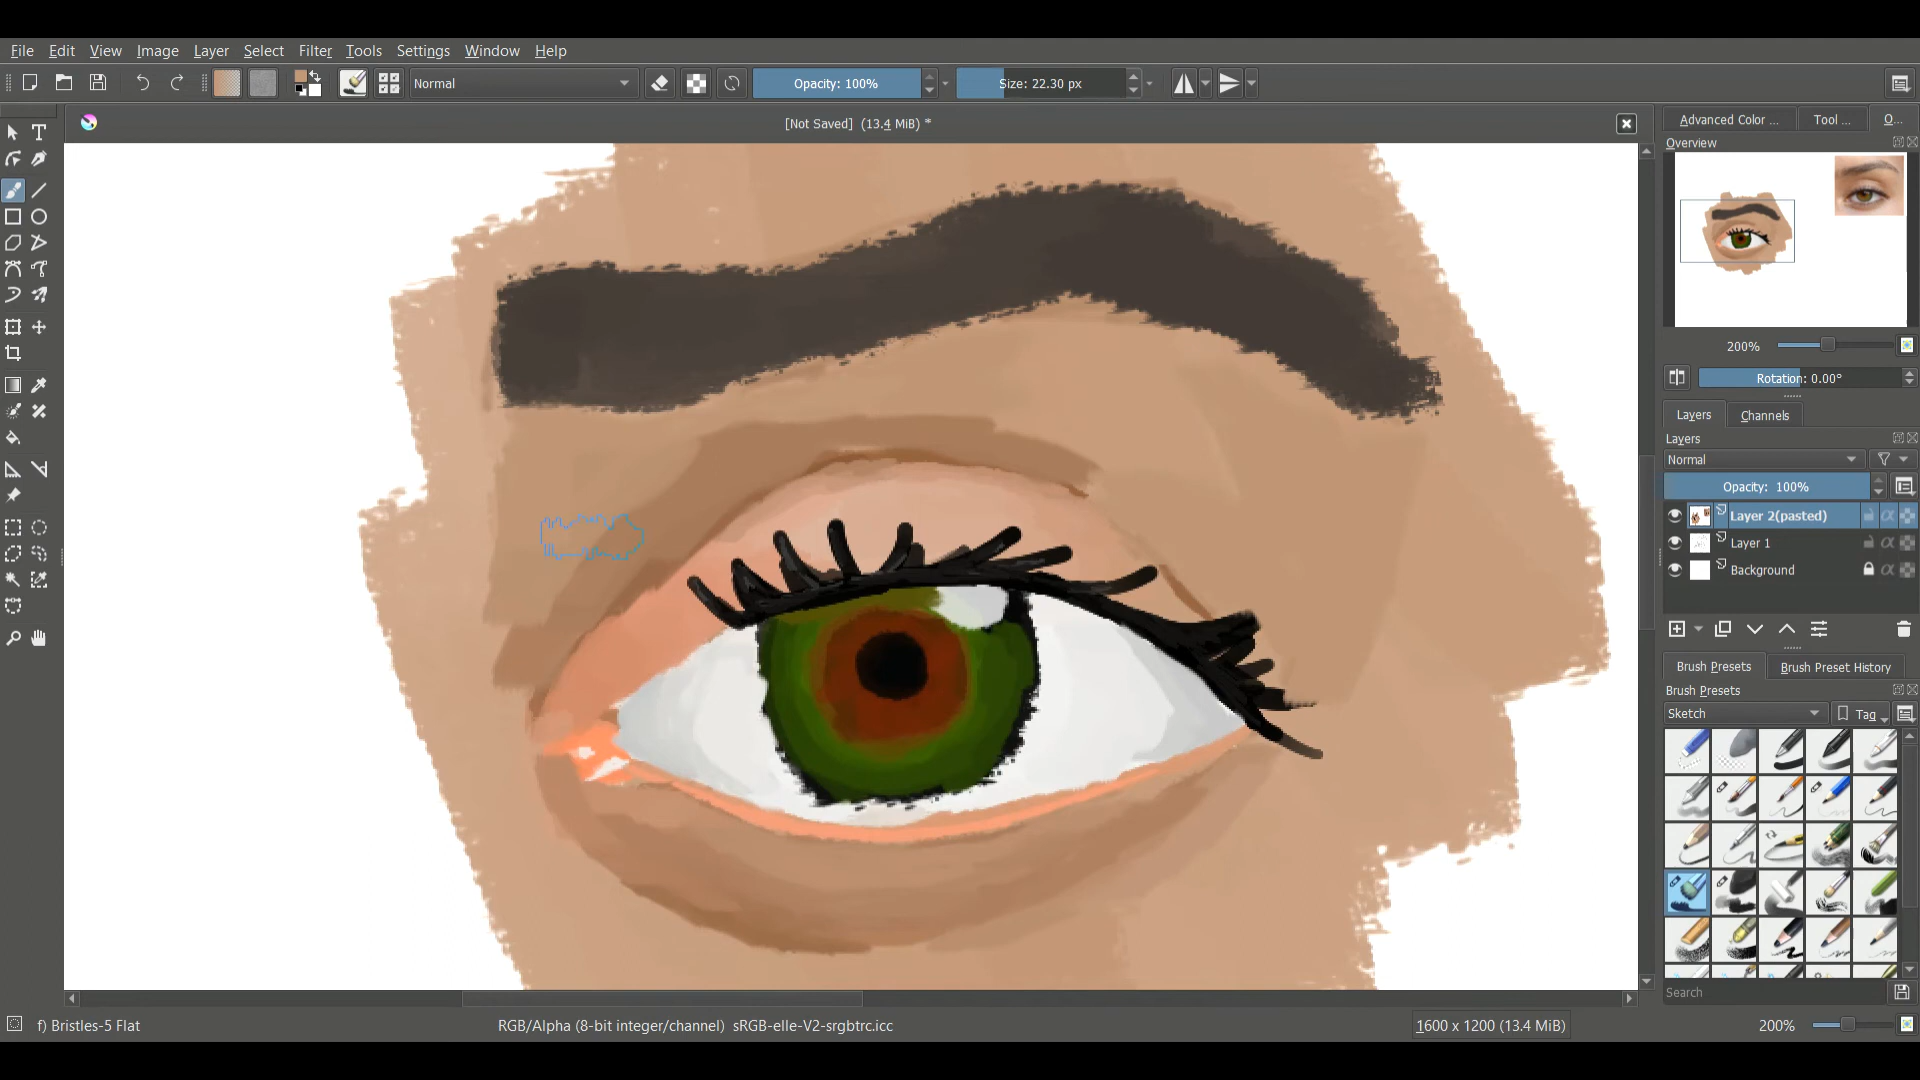 File Edit View Image Layer Select Filter Tools Settings Window Help
Normal Opacity: 100% Size: 22.30 px
[Not Saved] (13.4 MiB) *
Advanced Color ... Tool ... O...
Overview
200%
Rotation: 0.00°
Layers Channels
Layers
Normal
Opacity: 100%
Layer 2(pasted)
Layer 1
Background
Brush Presets Brush Preset History
Brush Presets
Sketch Tag
Search
f) Bristles-5 Flat RGB/Alpha (8-bit integer/channel) sRGB-elle-V2-srgbtrc.icc 1600 x 1200 (13.4 MiB) 200%